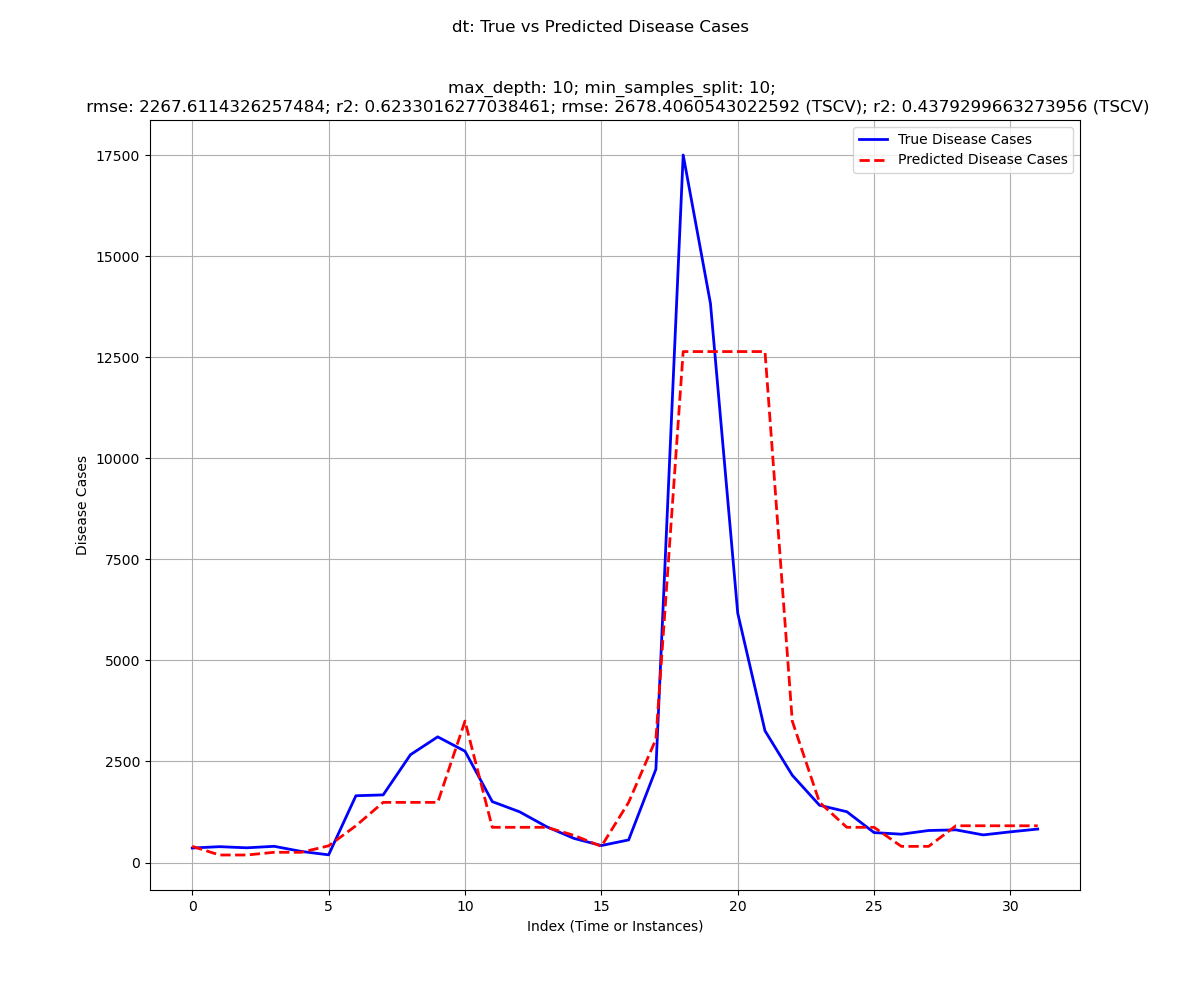 dt: True vs Predicted Disease Cases
max_depth: 10; min_samples_split: 10;
rmse: 2267.6114326257484; r2: 0.6233016277038461; rmse: 2678.4060543022592 (TSCV); r2: 0.4379299663273956 (TSCV)
True Disease Cases
Predicted Disease Cases
17500
15000
12500
10000
7500
5000
2500
0
Disease Cases
0 5 10 15 20 25 30
Index (Time or Instances)